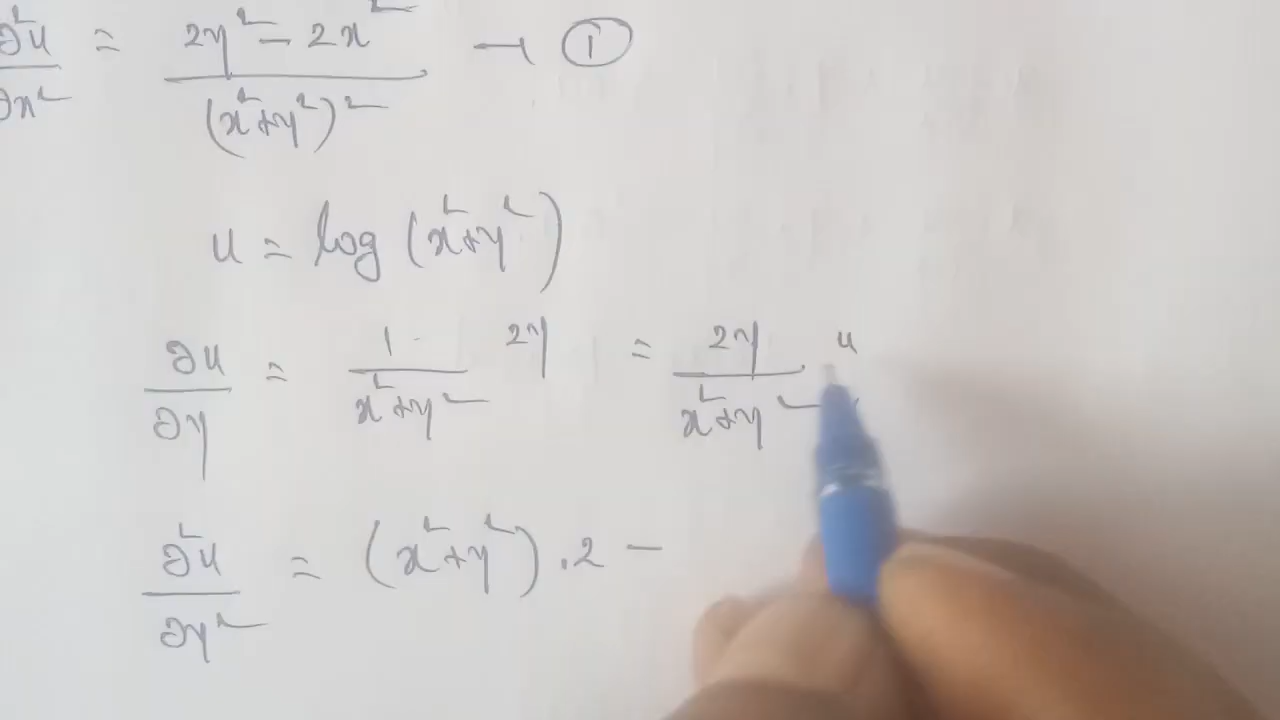 ∂²u/∂x² = (2y² − 2x²)/(x²+y²)² → ①
u = log (x²+y²)
∂u/∂y = 1/(x²+y²) 2y = 2y/(x²+y²) u
∂²u/∂y² = (x²+y²).2 −